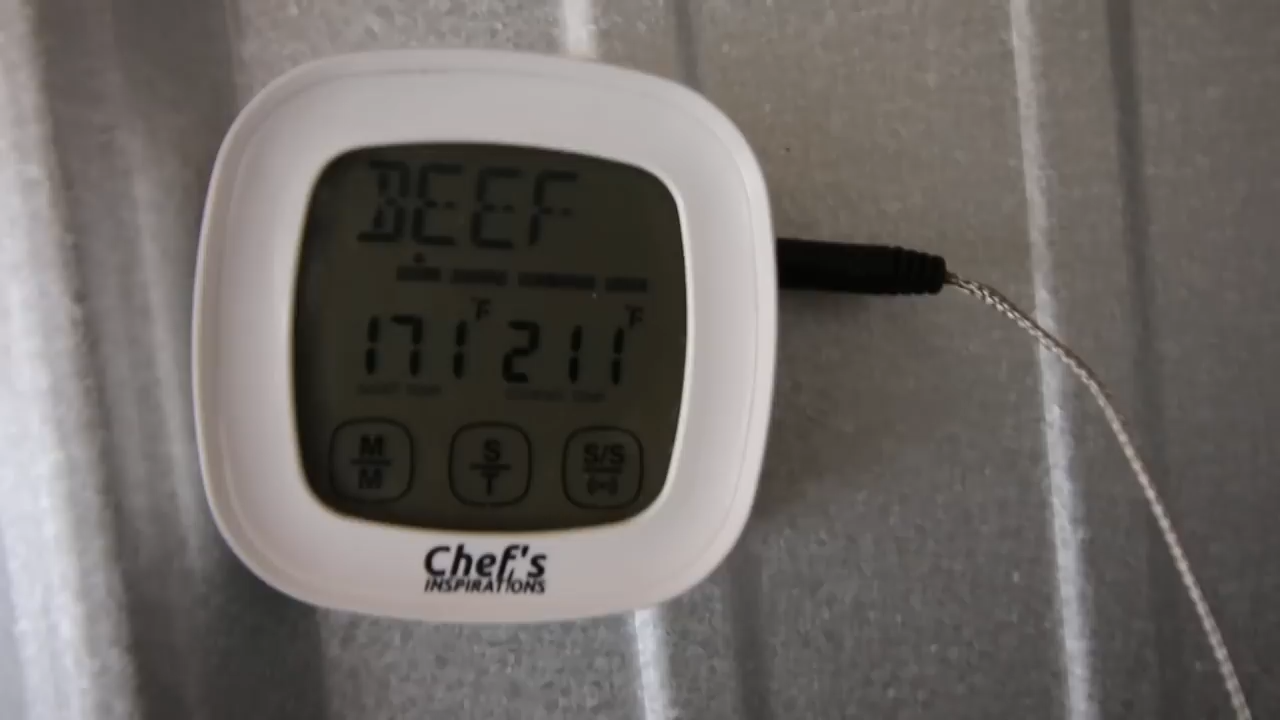 BEEF
171°F 211°F
M S S/S
M T
Chef's
INSPIRATIONS